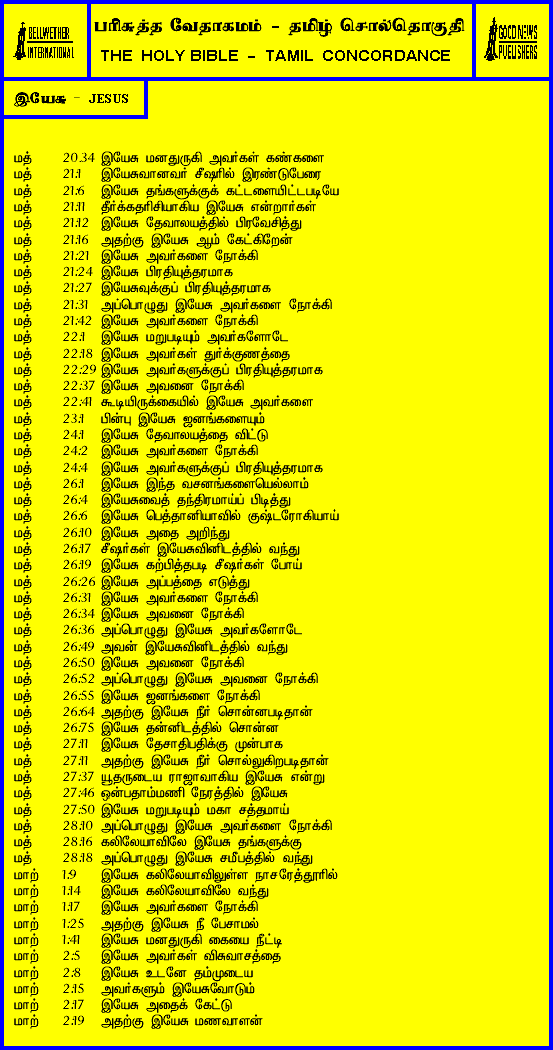 BELLWETHER
INTERNATIONAL
பரிசுத்த வேதாகமம் - தமிழ் சொல்தொகுதி
THE HOLY BIBLE - TAMIL CONCORDANCE
GOOD NEWS
PUBLISHERS
இயேசு - JESUS
மத் 20:34 இயேசு மனதுருகி அவர்கள் கண்களை
மத் 21:1 இயேசுவானவர் சீஷரில் இரண்டுபேரை
மத் 21:6 இயேசு தங்களுக்குக் கட்டளையிட்டபடியே
மத் 21:11 தீர்க்கதரிசியாகிய இயேசு என்றார்கள்
மத் 21:12 இயேசு தேவாலயத்தில் பிரவேசித்து
மத் 21:16 அதற்கு இயேசு ஆம் கேட்கிறேன்
மத் 21:21 இயேசு அவர்களை நோக்கி
மத் 21:24 இயேசு பிரதியுத்தரமாக
மத் 21:27 இயேசுவுக்குப் பிரதியுத்தரமாக
மத் 21:31 அப்பொழுது இயேசு அவர்களை நோக்கி
மத் 21:42 இயேசு அவர்களை நோக்கி
மத் 22:1 இயேசு மறுபடியும் அவர்களோடே
மத் 22:18 இயேசு அவர்கள் துர்க்குணத்தை
மத் 22:29 இயேசு அவர்களுக்குப் பிரதியுத்தரமாக
மத் 22:37 இயேசு அவனை நோக்கி
மத் 22:41 கூடியிருக்கையில் இயேசு அவர்களை
மத் 23:1 பின்பு இயேசு ஜனங்களையும்
மத் 24:1 இயேசு தேவாலயத்தை விட்டு
மத் 24:2 இயேசு அவர்களை நோக்கி
மத் 24:4 இயேசு அவர்களுக்குப் பிரதியுத்தரமாக
மத் 26:1 இயேசு இந்த வசனங்களையெல்லாம்
மத் 26:4 இயேசுவைத் தந்திரமாய்ப் பிடித்து
மத் 26:6 இயேசு பெத்தானியாவில் குஷ்டரோகியாய்
மத் 26:10 இயேசு அதை அறிந்து
மத் 26:17 சீஷர்கள் இயேசுவினிடத்தில் வந்து
மத் 26:19 இயேசு கற்பித்தபடி சீஷர்கள் போய்
மத் 26:26 இயேசு அப்பத்தை எடுத்து
மத் 26:31 இயேசு அவர்களை நோக்கி
மத் 26:34 இயேசு அவனை நோக்கி
மத் 26:36 அப்பொழுது இயேசு அவர்களோடே
மத் 26:49 அவன் இயேசுவினிடத்தில் வந்து
மத் 26:50 இயேசு அவனை நோக்கி
மத் 26:52 அப்பொழுது இயேசு அவனை நோக்கி
மத் 26:55 இயேசு ஜனங்களை நோக்கி
மத் 26:64 அதற்கு இயேசு நீர் சொன்னபடிதான்
மத் 26:75 இயேசு தன்னிடத்தில் சொன்ன
மத் 27:11 இயேசு தேசாதிபதிக்கு முன்பாக
மத் 27:11 அதற்கு இயேசு நீர் சொல்லுகிறபடிதான்
மத் 27:37 யூதருடைய ராஜாவாகிய இயேசு என்று
மத் 27:46 ஒன்பதாம்மணி நேரத்தில் இயேசு
மத் 27:50 இயேசு மறுபடியும் மகா சத்தமாய்
மத் 28:10 அப்பொழுது இயேசு அவர்களை நோக்கி
மத் 28:16 கலிலேயாவிலே இயேசு தங்களுக்கு
மத் 28:18 அப்பொழுது இயேசு சமீபத்தில் வந்து
மாற் 1:9 இயேசு கலிலேயாவிலுள்ள நாசரேத்தூரில்
மாற் 1:14 இயேசு கலிலேயாவிலே வந்து
மாற் 1:17 இயேசு அவர்களை நோக்கி
மாற் 1:25 அதற்கு இயேசு நீ பேசாமல்
மாற் 1:41 இயேசு மனதுருகி கையை நீட்டி
மாற் 2:5 இயேசு அவர்கள் விசுவாசத்தை
மாற் 2:8 இயேசு உடனே தம்முடைய
மாற் 2:15 அவர்களும் இயேசுவோடும்
மாற் 2:17 இயேசு அதைக் கேட்டு
மாற் 2:19 அதற்கு இயேசு மணவாளன்